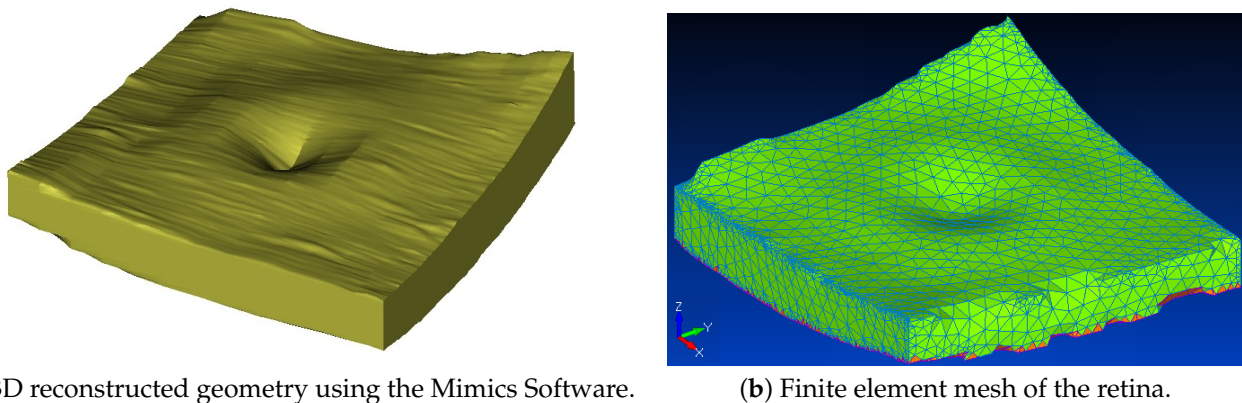 D reconstructed geometry using the Mimics Software.
(b) Finite element mesh of the retina.
Z
Y
X